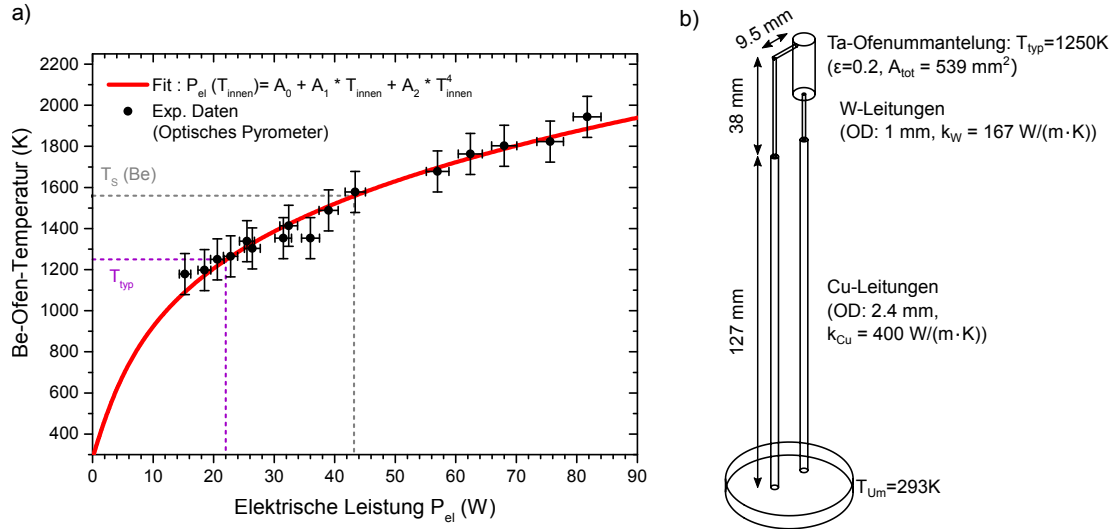 a)
Be-Ofen-Temperatur (K)
2200
2000
1800
1600
1400
1200
1000
800
600
400
Fit : P_el (T_innen)= A_0 + A_1 * T_innen + A_2 * T_innen^4
Exp. Daten
(Optisches Pyrometer)
T_S (Be)
T_typ
0 10 20 30 40 50 60 70 80 90
Elektrische Leistung P_el (W)
b)
9.5 mm
38 mm
127 mm
Ta-Ofenummantelung: T_typ=1250K
(ε=0.2, A_tot = 539 mm²)
W-Leitungen
(OD: 1 mm, k_W = 167 W/(m·K))
Cu-Leitungen
(OD: 2.4 mm,
k_Cu = 400 W/(m·K))
T_Um=293K